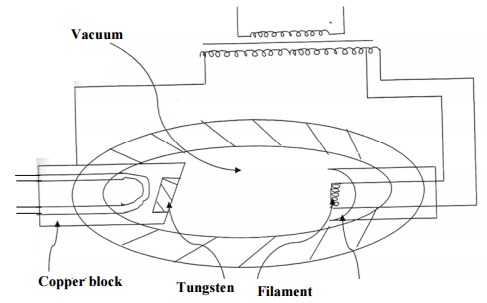 Vacuum
Copper block
Tungsten
Filament